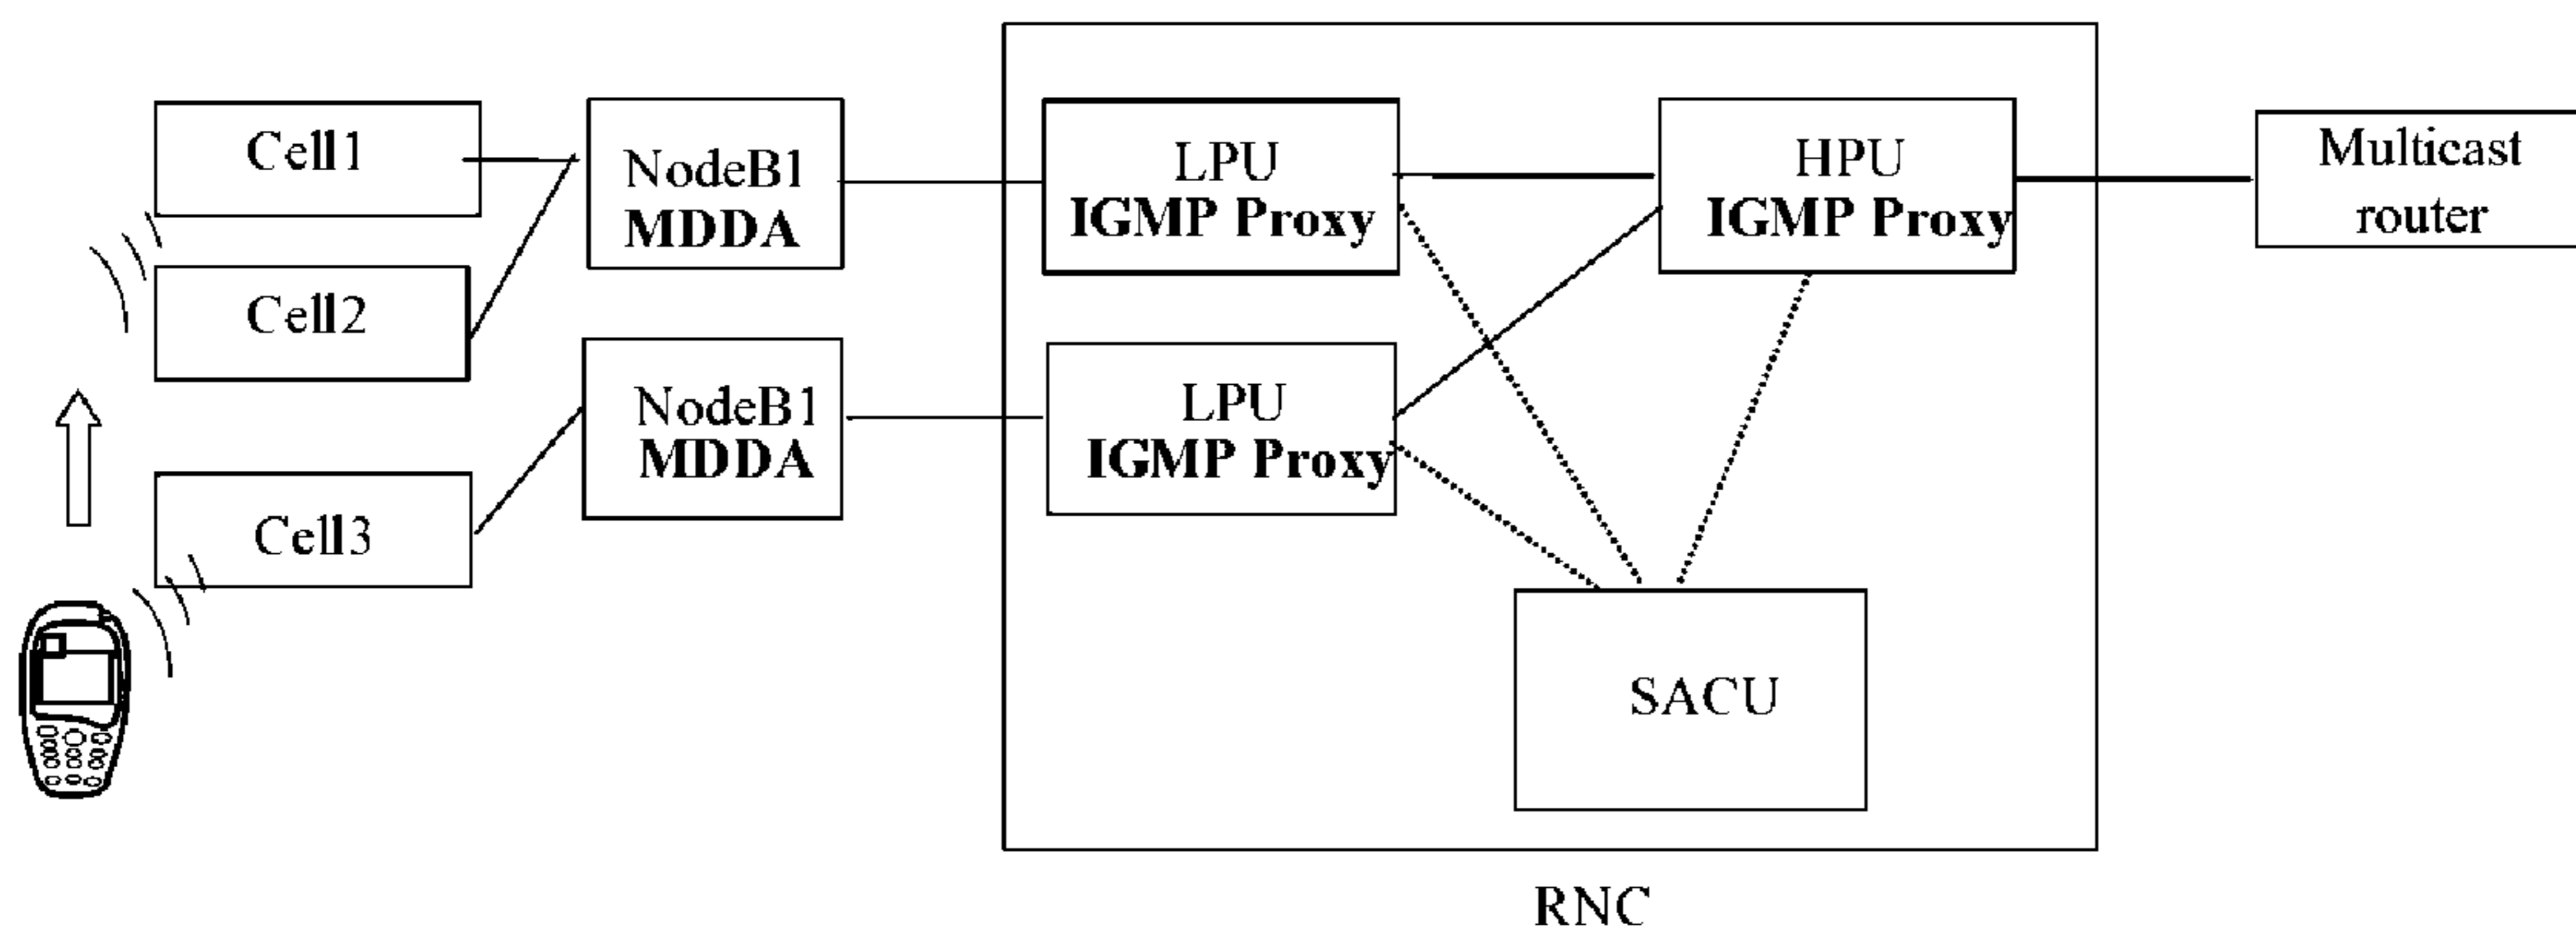 Cell1
NodeB1
MDDA
LPU
IGMP Proxy
HPU
IGMP Proxy
Multicast
router
Cell2
NodeB1
MDDA
LPU
IGMP Proxy
Cell3
SACU
RNC